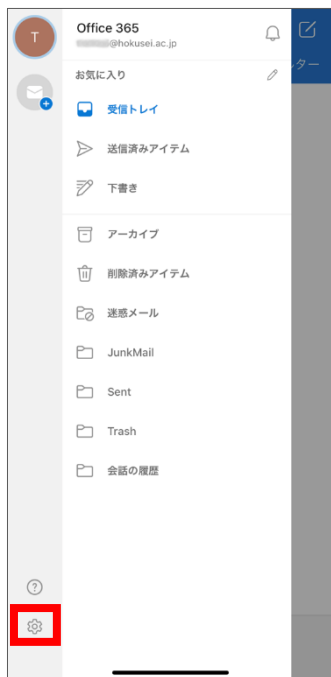 T
Office 365
@hokusei.ac.jp
ルター
お気に入り
受信トレイ
送信済みアイテム
下書き
アーカイブ
削除済みアイテム
迷惑メール
JunkMail
Sent
Trash
会話の履歴
?